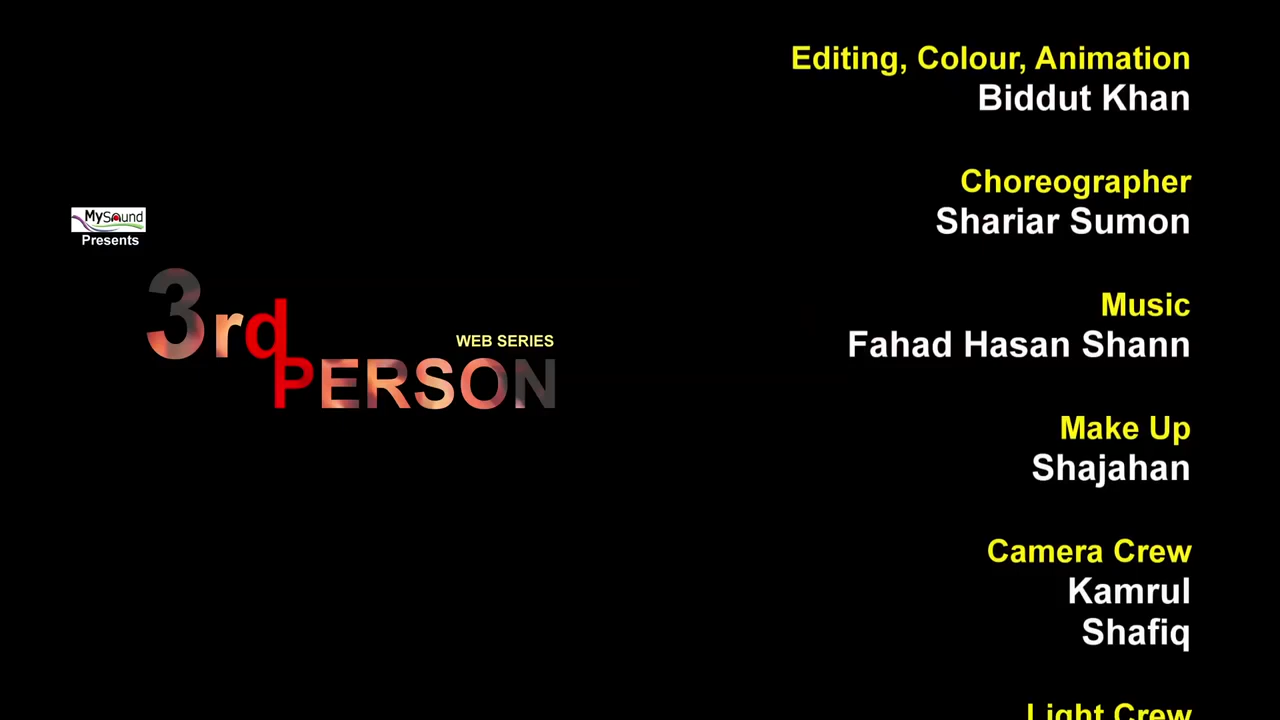 MySound
Presents
3rd
WEB SERIES
PERSON
Editing, Colour, Animation
Biddut Khan
Choreographer
Shariar Sumon
Music
Fahad Hasan Shann
Make Up
Shajahan
Camera Crew
Kamrul
Shafiq
Light Crew